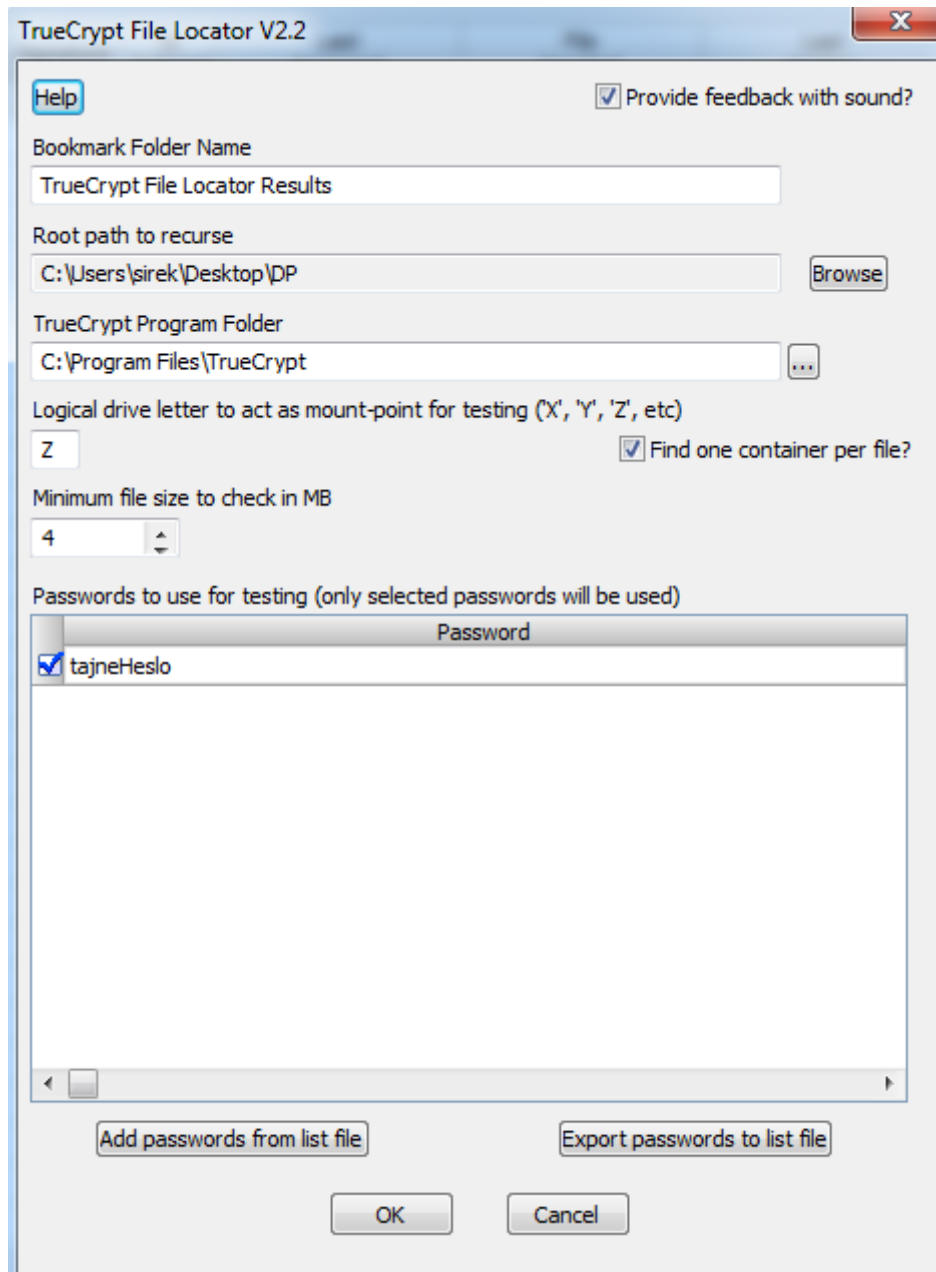 TrueCrypt File Locator V2.2
Help
Provide feedback with sound?
Bookmark Folder Name
TrueCrypt File Locator Results
Root path to recurse
C:\Users\sirek\Desktop\DP
Browse
TrueCrypt Program Folder
C:\Program Files\TrueCrypt
...
Logical drive letter to act as mount-point for testing ('X', 'Y', 'Z', etc)
Z
Find one container per file?
Minimum file size to check in MB
4
Passwords to use for testing (only selected passwords will be used)
Password
tajneHeslo
Add passwords from list file
Export passwords to list file
OK
Cancel